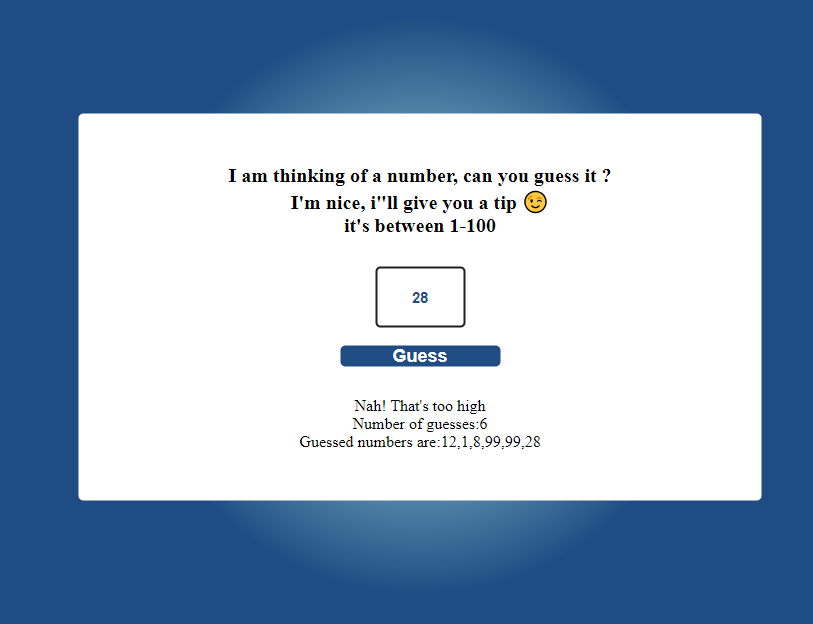 I am thinking of a number, can you guess it ?
I'm nice, i"ll give you a tip 😉
it's between 1-100
28
Guess
Nah! That's too high
Number of guesses:6
Guessed numbers are:12,1,8,99,99,28